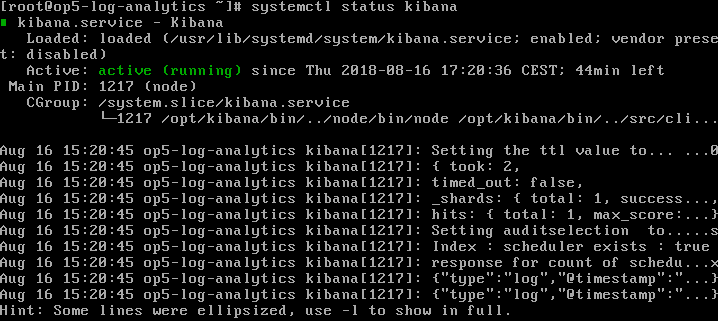 [root@op5-log-analytics ~]# systemctl status kibana
kibana.service - Kibana
Loaded: loaded (/usr/lib/systemd/system/kibana.service; enabled; vendor prese
t: disabled)
Active: active (running) since Thu 2018-08-16 17:20:36 CEST; 44min left
Main PID: 1217 (node)
CGroup: /system.slice/kibana.service
└─1217 /opt/kibana/bin/../node/bin/node /opt/kibana/bin/../src/cli...
Aug 16 15:20:45 op5-log-analytics kibana[1217]: Setting the ttl value to... ...0
Aug 16 15:20:45 op5-log-analytics kibana[1217]: { took: 2,
Aug 16 15:20:45 op5-log-analytics kibana[1217]: timed_out: false,
Aug 16 15:20:45 op5-log-analytics kibana[1217]: _shards: { total: 1, success...,
Aug 16 15:20:45 op5-log-analytics kibana[1217]: hits: { total: 1, max_score:...}
Aug 16 15:20:45 op5-log-analytics kibana[1217]: Setting auditselection  to.....s
Aug 16 15:20:45 op5-log-analytics kibana[1217]: Index : scheduler exists : true
Aug 16 15:20:45 op5-log-analytics kibana[1217]: response for count of schedu...x
Aug 16 15:20:45 op5-log-analytics kibana[1217]: {"type":"log","@timestamp":"...}
Aug 16 15:20:45 op5-log-analytics kibana[1217]: {"type":"log","@timestamp":"...}
Hint: Some lines were ellipsized, use -l to show in full.